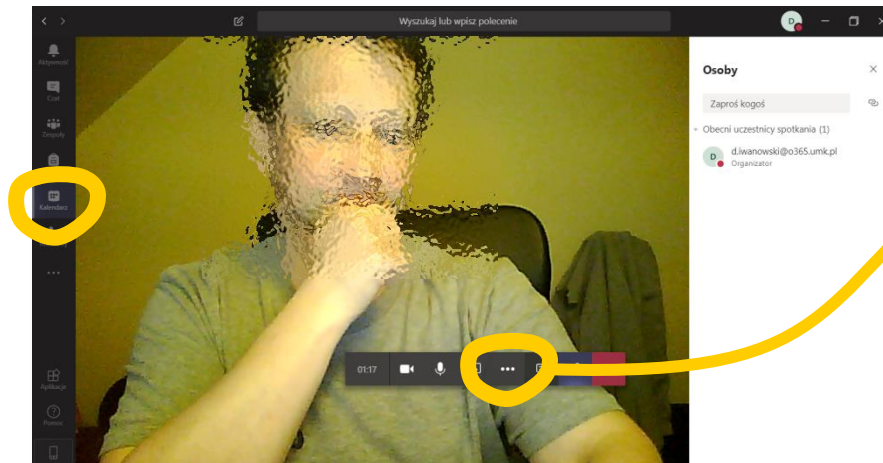 Wyszukaj lub wpisz polecenie
D
Aktywność
Czat
Zespoły
Kalendarz
Aplikacje
Pomoc
01:17
Osoby
Zaproś kogoś
Obecni uczestnicy spotkania (1)
D
d.iwanowski@o365.umk.pl
Organizator